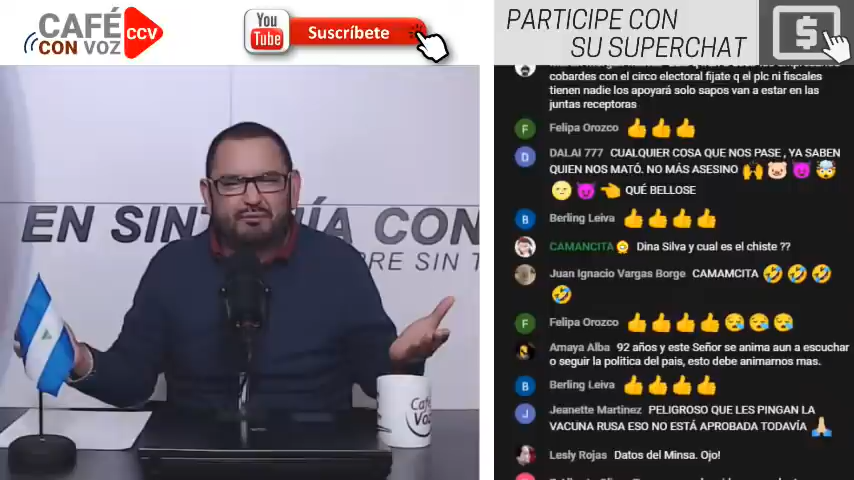 CAFÉ
CON VOZ
CCV
You
Tube
Suscríbete
PARTICIPE CON
SU SUPERCHAT
$
EN SIN
ÍA CON
BRE SIN T
Café
Voz
cobardes con el circo electoral fijate q el plc ni fiscales
tienen nadie los apoyará solo sapos van a estar en las
juntas receptoras
F Felipa Orozco
D DALAI 777 CUALQUIER COSA QUE NOS PASE , YA SABEN
QUIEN NOS MATÓ. NO MÁS ASESINO
QUÉ BELLOSE
B Berling Leiva
CAMANCITA Dina Silva y cual es el chiste ??
Juan Ignacio Vargas Borge CAMAMCITA
F Felipa Orozco
Amaya Alba 92 años y este Señor se anima aun a escuchar
o seguir la politica del pais, esto debe animarnos mas.
B Berling Leiva
J Jeanette Martinez PELIGROSO QUE LES PINGAN LA
VACUNA RUSA ESO NO ESTÁ APROBADA TODAVÍA
Lesly Rojas Datos del Minsa. Ojo!